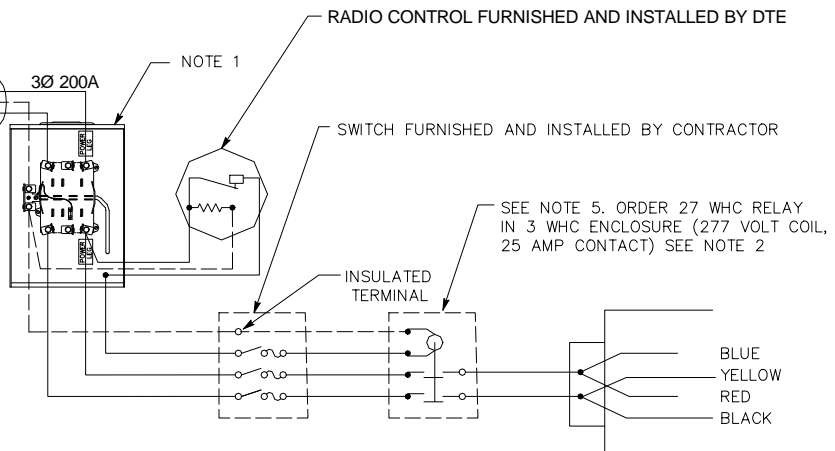 RADIO CONTROL FURNISHED AND INSTALLED BY DTE
NOTE 1
3Ø 200A
POWER
LEG
SWITCH FURNISHED AND INSTALLED BY CONTRACTOR
SEE NOTE 5. ORDER 27 WHC RELAY
IN 3 WHC ENCLOSURE (277 VOLT COIL,
25 AMP CONTACT) SEE NOTE 2
POWER
LEG
INSULATED
TERMINAL
BLUE
YELLOW
RED
BLACK